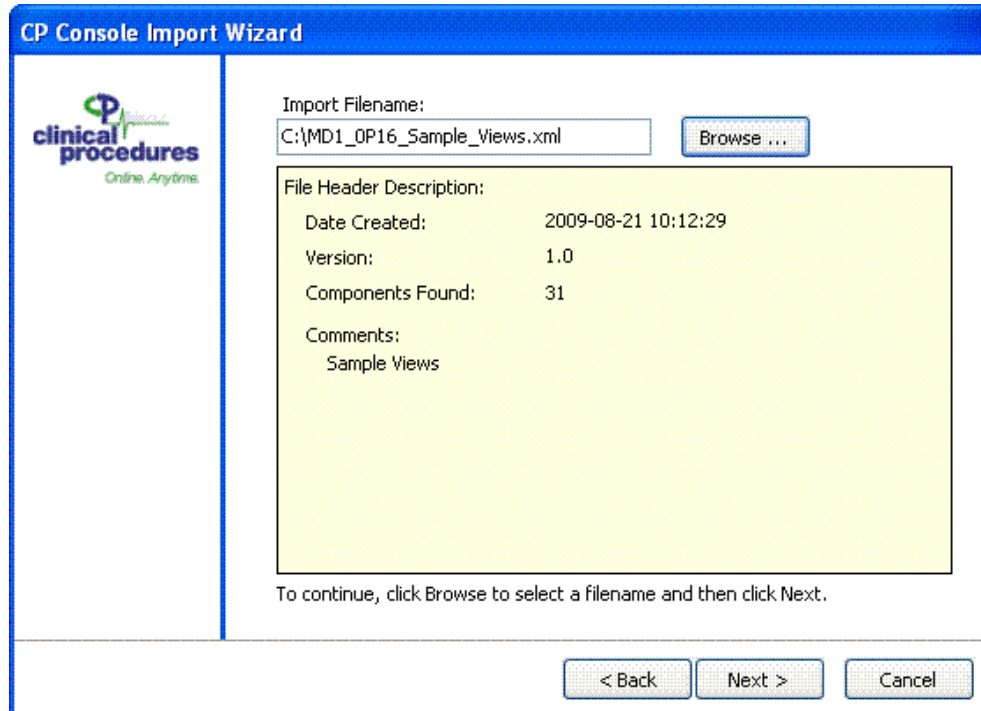 CP Console Import Wizard
CP
clinical
procedures
Online. Anytime.
Import Filename:
C:\MD1_0P16_Sample_Views.xml
Browse ...
File Header Description:
Date Created: 2009-08-21 10:12:29
Version: 1.0
Components Found: 31
Comments:
Sample Views
To continue, click Browse to select a filename and then click Next.
< Back Next > Cancel